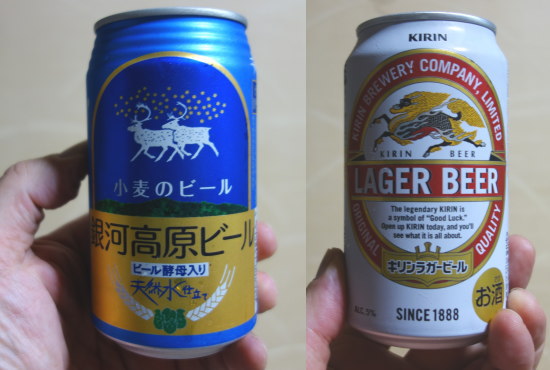 小麦のビール
銀河高原ビール
ビール酵母入り
天然水仕立て
KIRIN
KIRIN BREWERY COMPANY, LIMITED
KIRIN BEER
LAGER BEER
The legendary KIRIN is
a symbol of "Good Luck."
Open up KIRIN today, and you'll
see what it is all about.
ORIGINAL
QUALITY
キリンラガービール
お酒
ALC. 5%
SINCE 1888